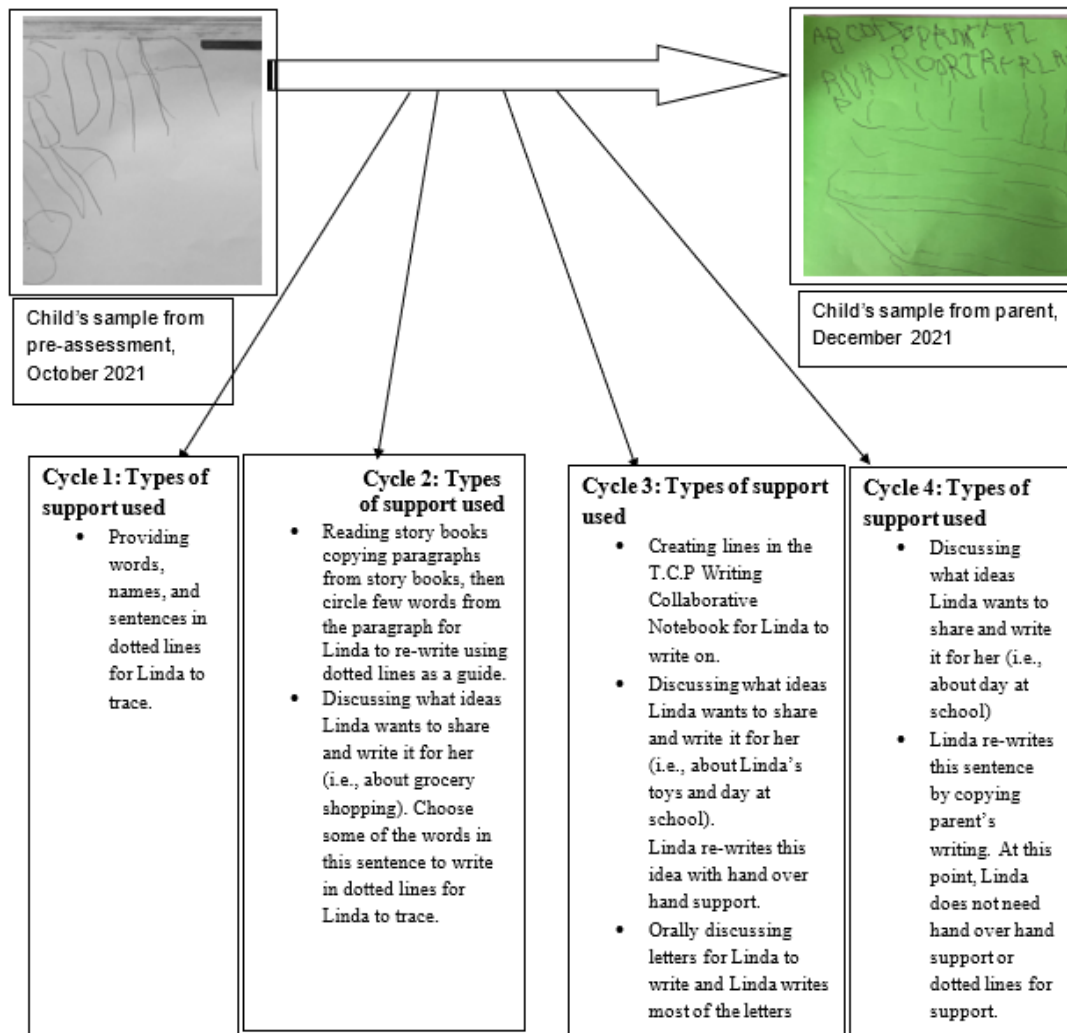 ABCDE
Child's sample from
pre-assessment,
October 2021
Child's sample from parent,
December 2021
Cycle 1: Types of
support used
• Providing
words,
names, and
sentences in
dotted lines
for Linda to
trace.
Cycle 2: Types
of support used
• Reading story books
copying paragraphs
from story books, then
circle few words from
the paragraph for
Linda to re-write using
dotted lines as a guide.
• Discussing what ideas
Linda wants to share
and write it for her
(i.e., about grocery
shopping). Choose
some of the words in
this sentence to write
in dotted lines for
Linda to trace.
Cycle 3: Types of support
used
• Creating lines in the
T.C.P Writing
Collaborative
Notebook for Linda to
write on.
• Discussing what ideas
Linda wants to share
and write it for her
(i.e., about Linda's
toys and day at
school).
Linda re-writes this
idea with hand over
hand support.
• Orally discussing
letters for Linda to
write and Linda writes
most of the letters
Cycle 4: Types of
support used
• Discussing
what ideas
Linda wants to
share and write
it for her (i.e.,
about day at
school)
• Linda re-writes
this sentence
by copying
parent's
writing. At this
point, Linda
does not need
hand over hand
support or
dotted lines for
support.